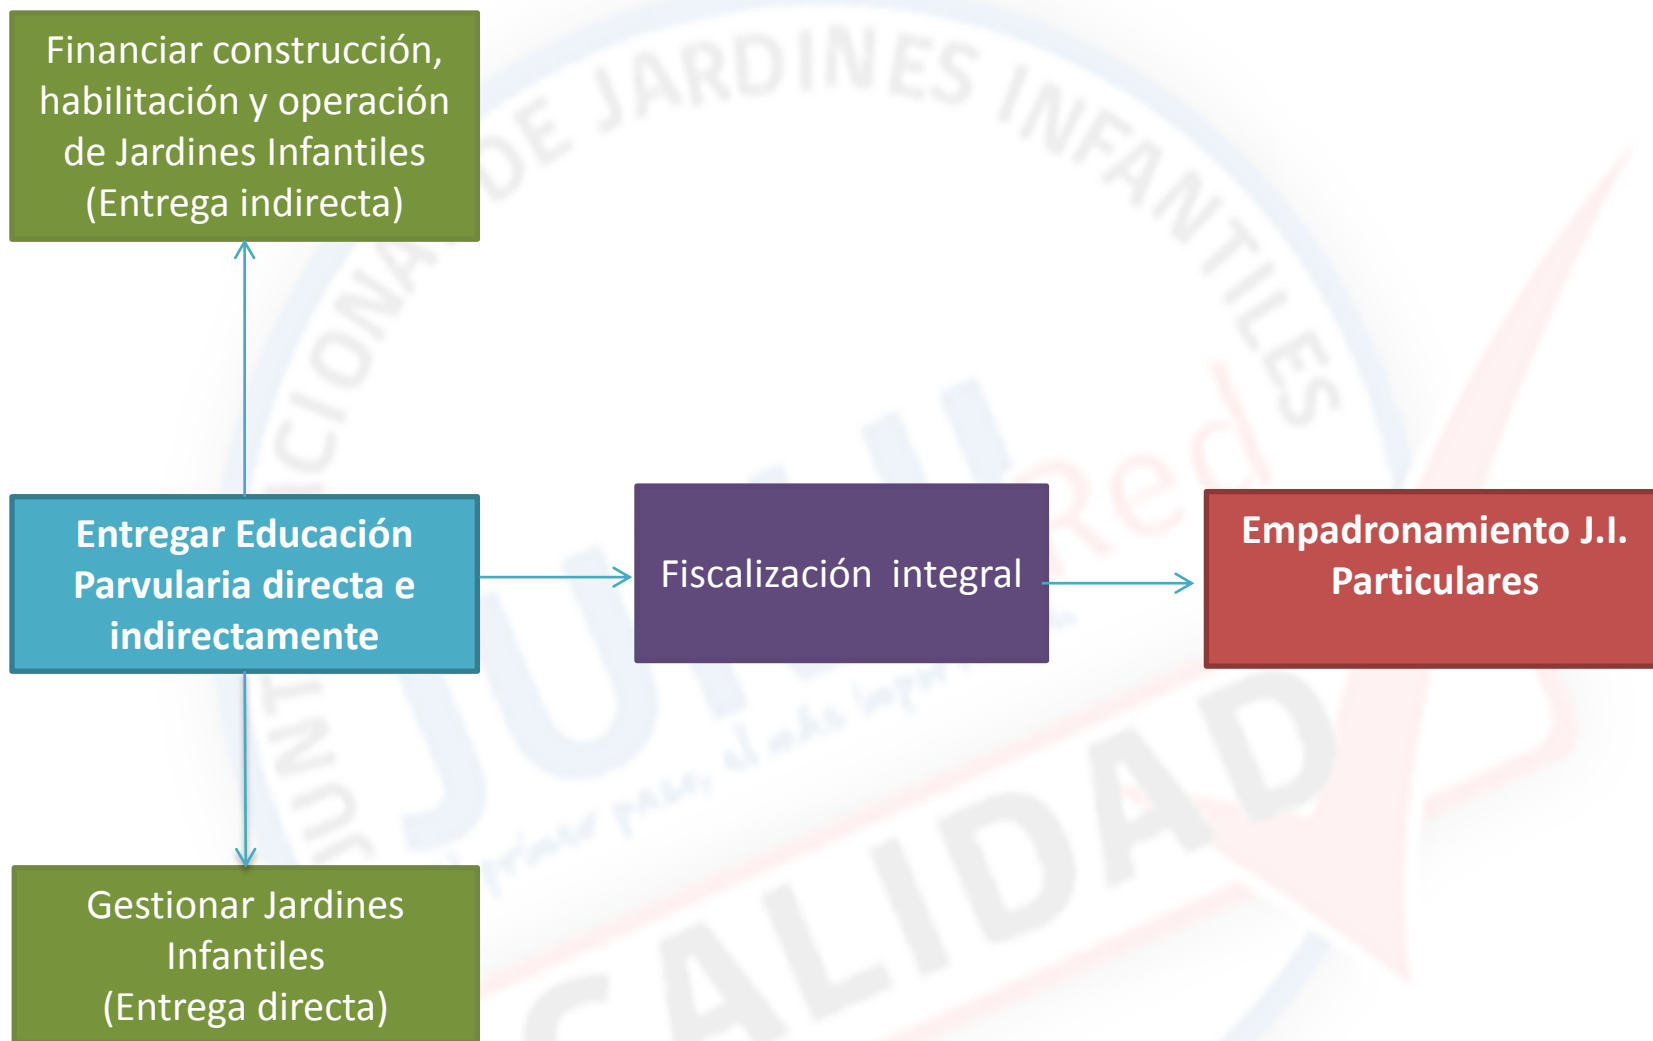 Financiar construcción,
habilitación y operación
de Jardines Infantiles
(Entrega indirecta)
DE JARDINES INFANTILES
Entregar Educación
Parvularia directa e
indirectamente
Fiscalización integral
Empadronamiento J.I.
Particulares
Red
CALIDAD
Gestionar Jardines
Infantiles
(Entrega directa)